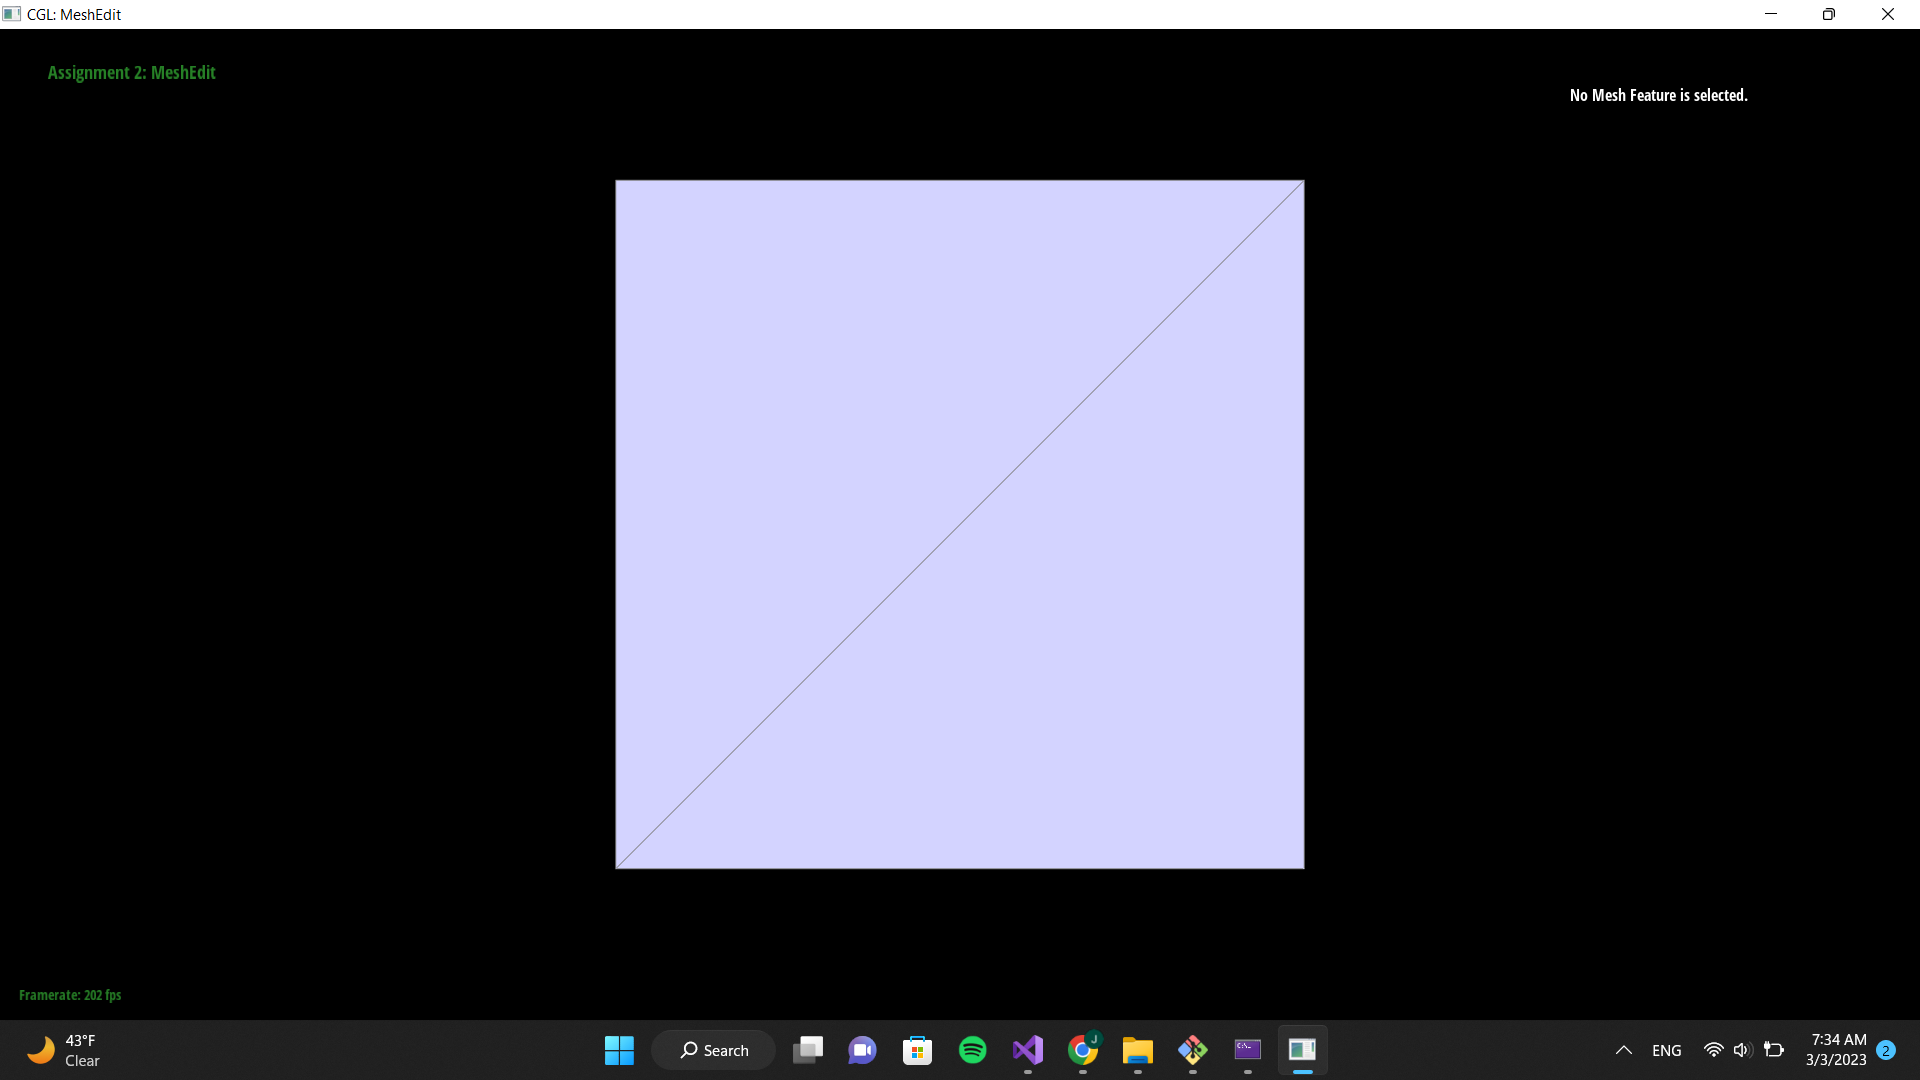 CGL: MeshEdit
Assignment 2: MeshEdit
No Mesh Feature is selected.
Framerate: 202 fps
43°F
Clear
Search
J
ENG
7:34 AM
3/3/2023
2